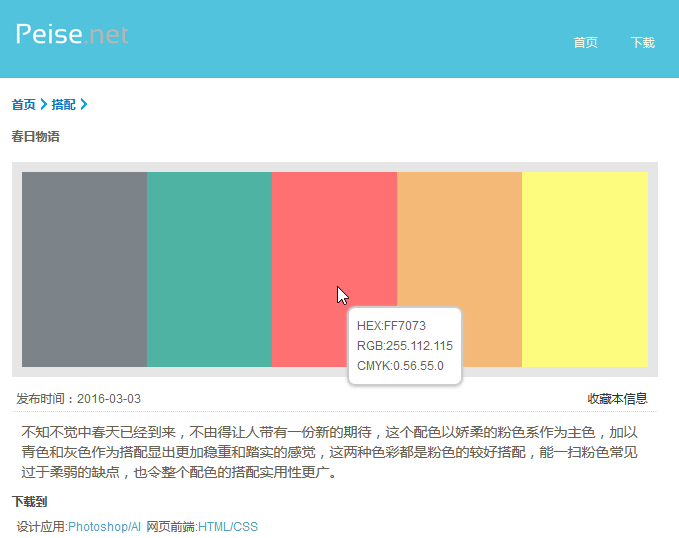 Peise.net
首页 下载
首页 搭配
春日物语
HEX:FF7073
RGB:255.112.115
CMYK:0.56.55.0
发布时间：2016-03-03 收藏本信息
不知不觉中春天已经到来，不由得让人带有一份新的期待，这个配色以娇柔的粉色系作为主色，加以
青色和灰色作为搭配显出更加稳重和踏实的感觉，这两种色彩都是粉色的较好搭配，能一扫粉色常见
过于柔弱的缺点，也令整个配色的搭配实用性更广。
下载到
设计应用:Photoshop/AI 网页前端:HTML/CSS